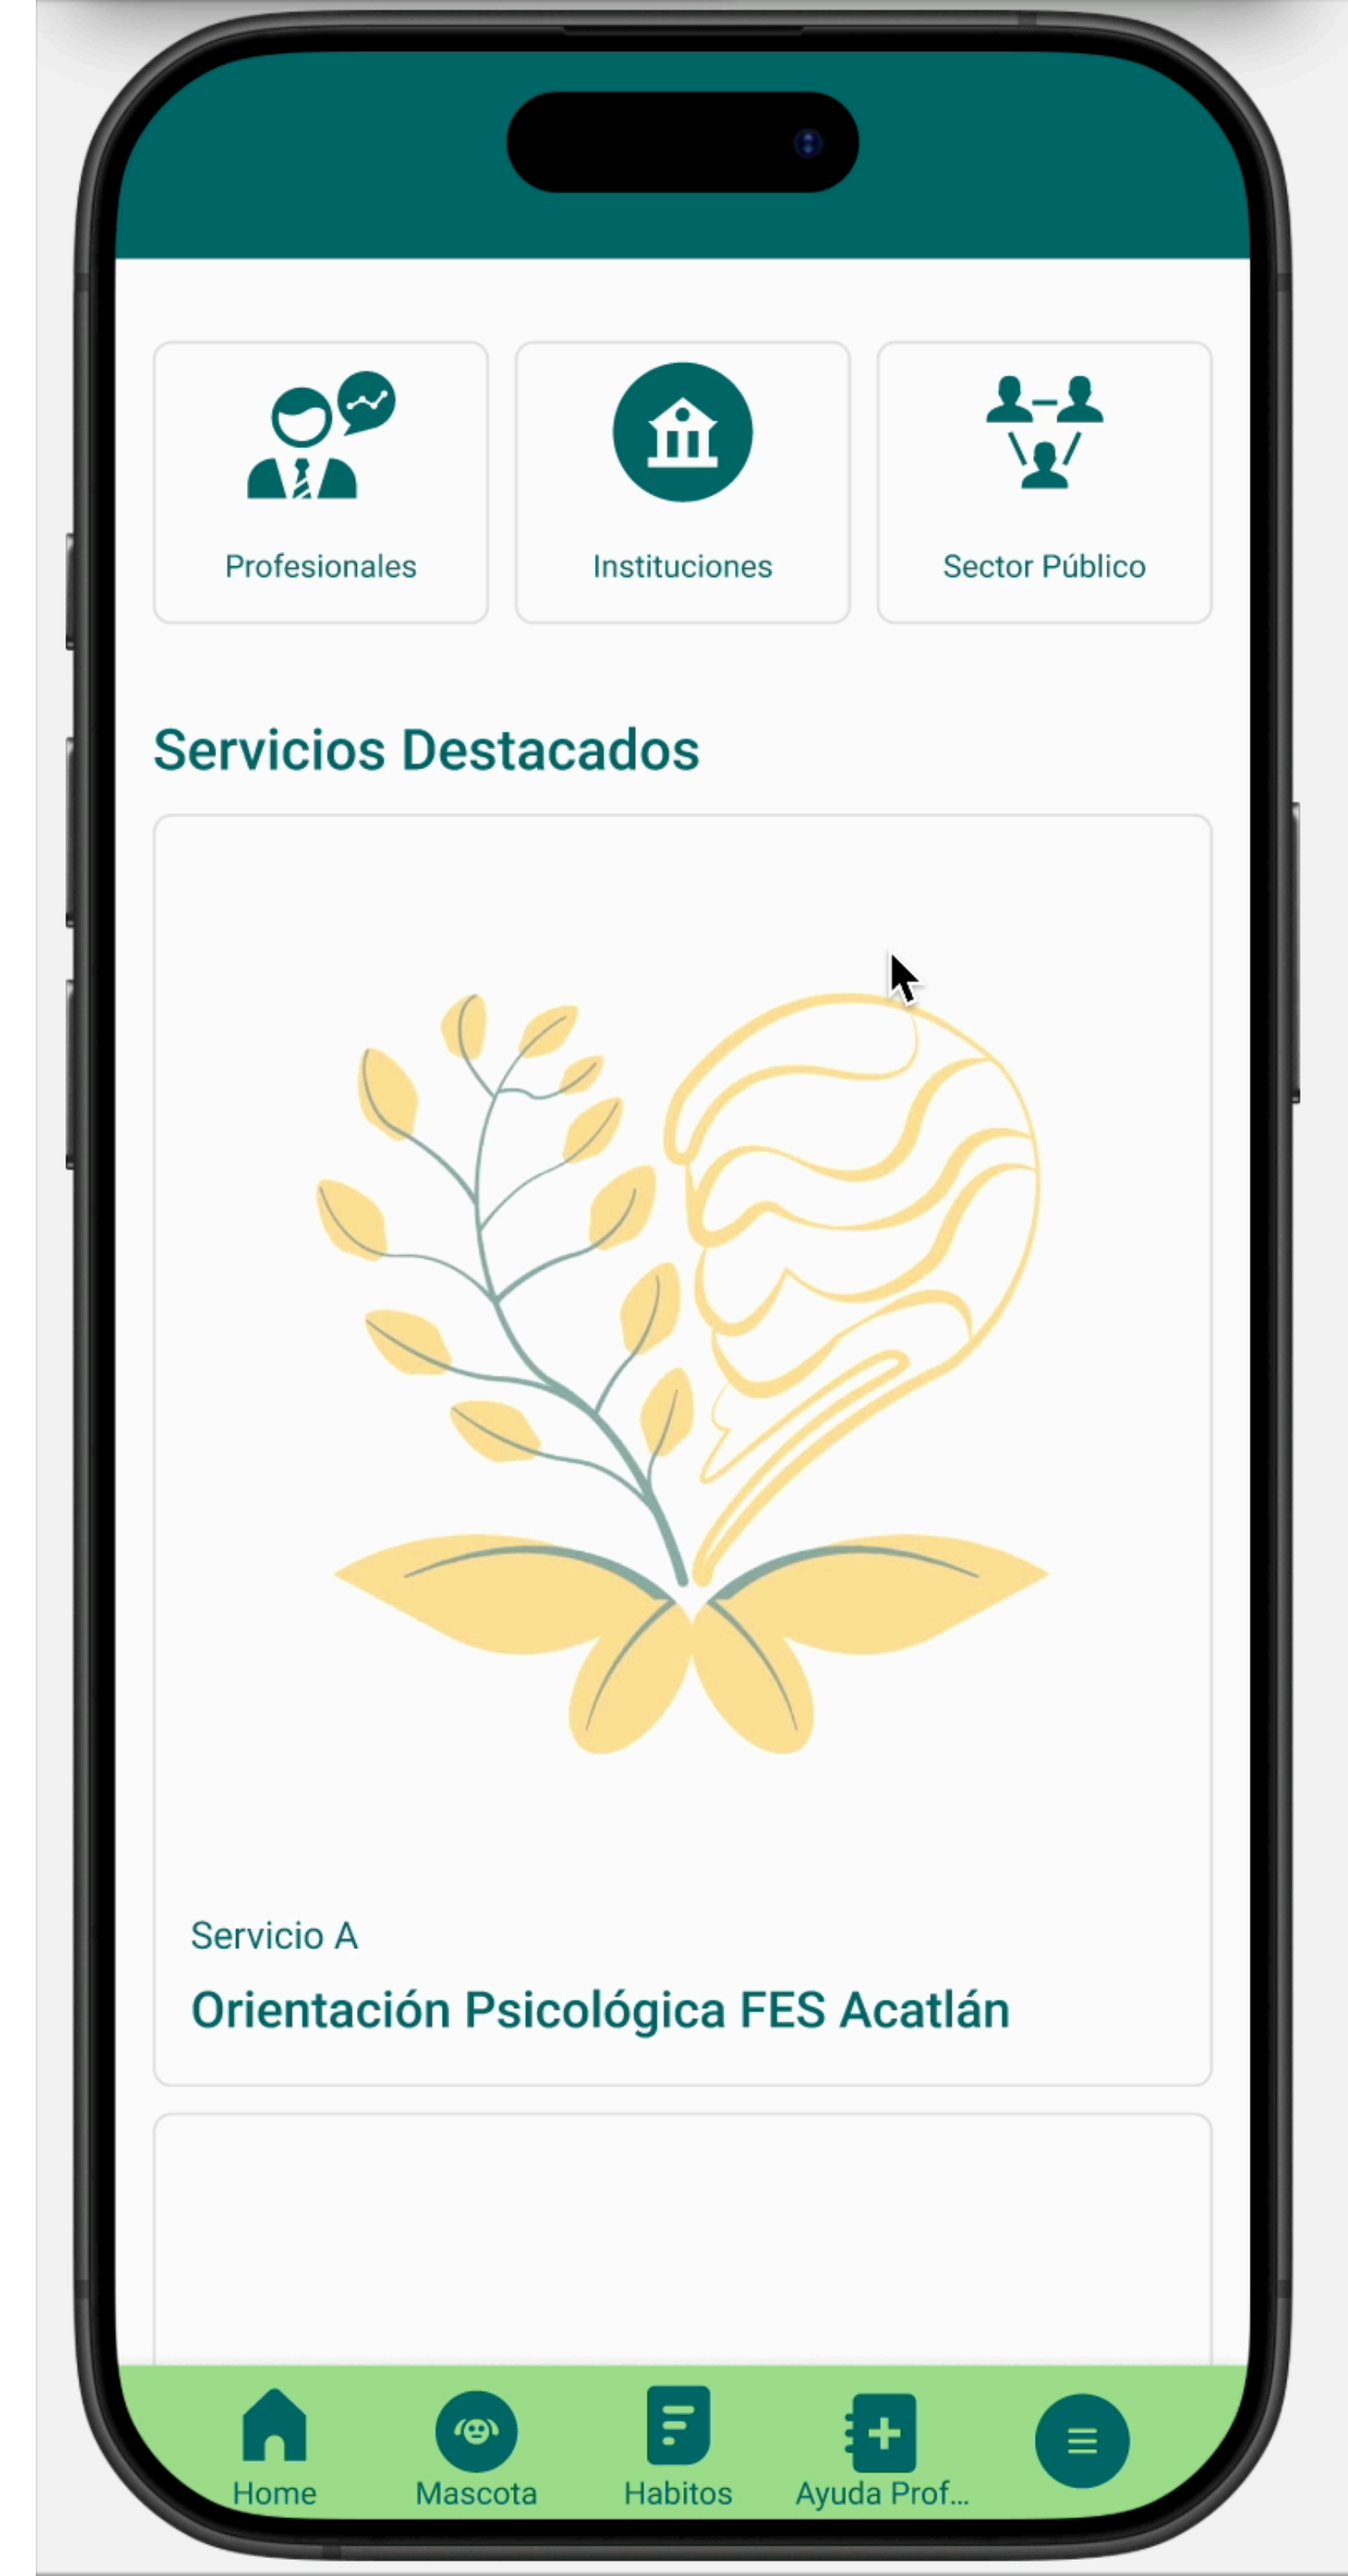 Profesionales
Instituciones
Sector Público
Servicios Destacados
Servicio A
Orientación Psicológica FES Acatlán
Home
Mascota
Habitos
Ayuda Prof...